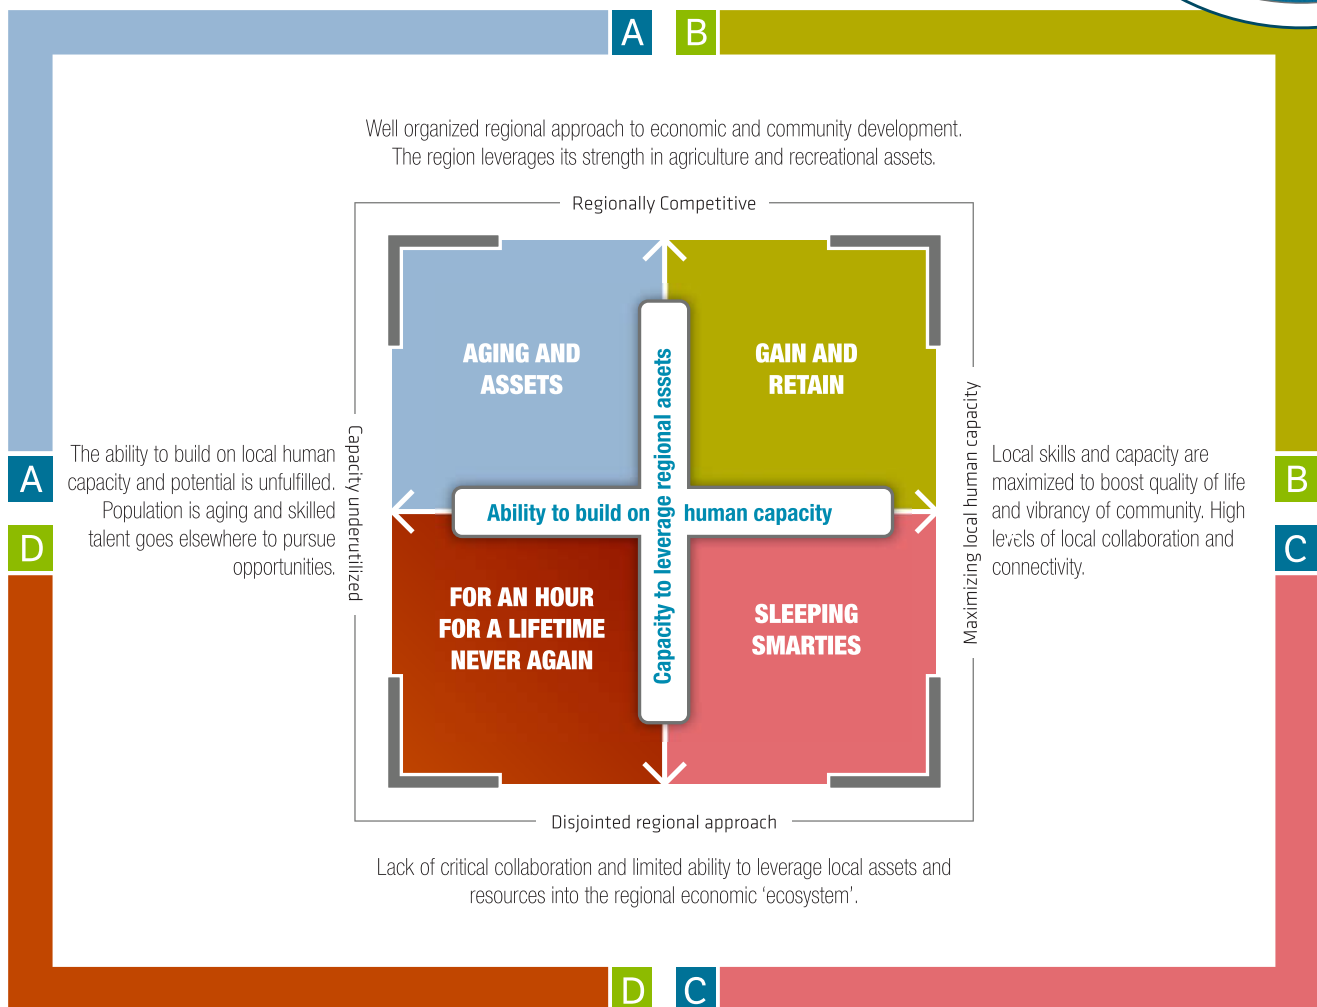 A B
Well organized regional approach to economic and community development.
The region leverages its strength in agriculture and recreational assets.
Regionally Competitive
AGING AND
ASSETS
GAIN AND
RETAIN
Capacity to leverage regional assets
Ability to build on human capacity
FOR AN HOUR
FOR A LIFETIME
NEVER AGAIN
SLEEPING
SMARTIES
Capacity underutilized
Maximizing local human capacity
A
D
The ability to build on local human
capacity and potential is unfulfilled.
Population is aging and skilled
talent goes elsewhere to pursue
opportunities.
Local skills and capacity are
maximized to boost quality of life
and vibrancy of community. High
levels of local collaboration and
connectivity.
B
C
Disjointed regional approach
Lack of critical collaboration and limited ability to leverage local assets and
resources into the regional economic ‘ecosystem’.
D C